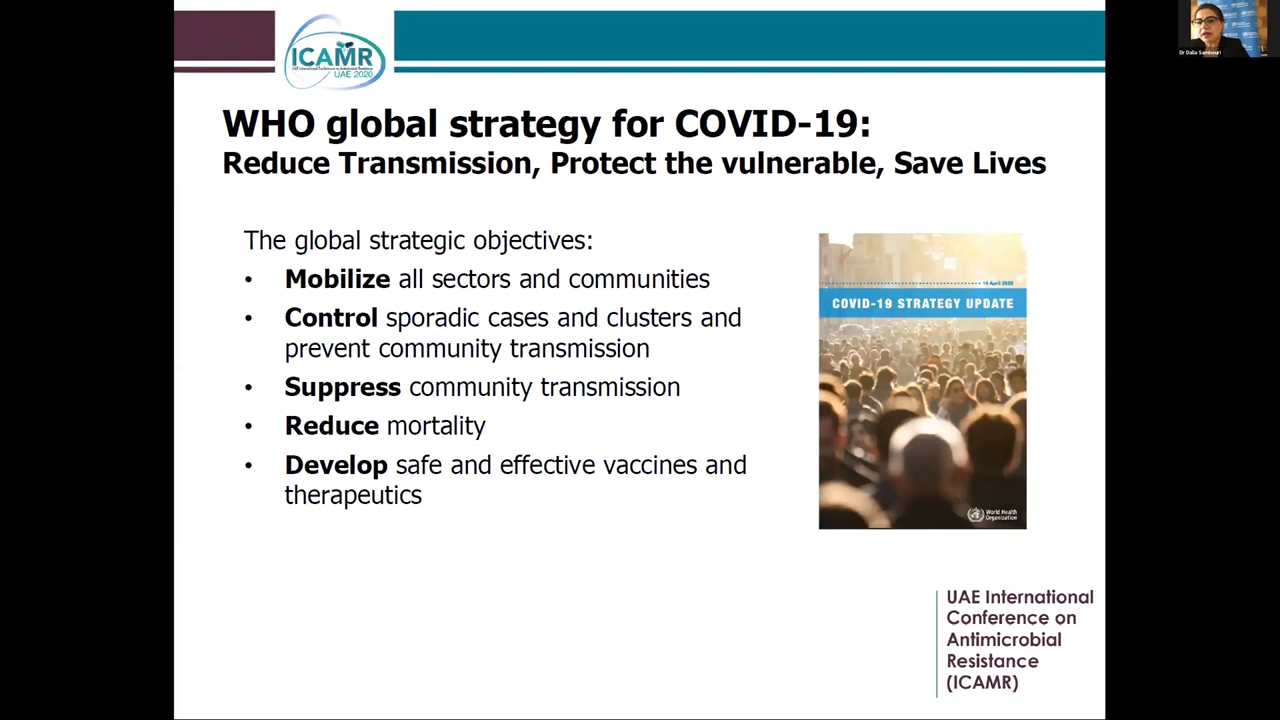 ICAMR
UAE 2020
Dr Dalia Samhouri
WHO global strategy for COVID-19:
Reduce Transmission, Protect the vulnerable, Save Lives
The global strategic objectives:
• Mobilize all sectors and communities
• Control sporadic cases and clusters and
prevent community transmission
• Suppress community transmission
• Reduce mortality
• Develop safe and effective vaccines and
therapeutics
14 April 2020
COVID-19 STRATEGY UPDATE
World Health
Organization
UAE International
Conference on
Antimicrobial
Resistance
(ICAMR)